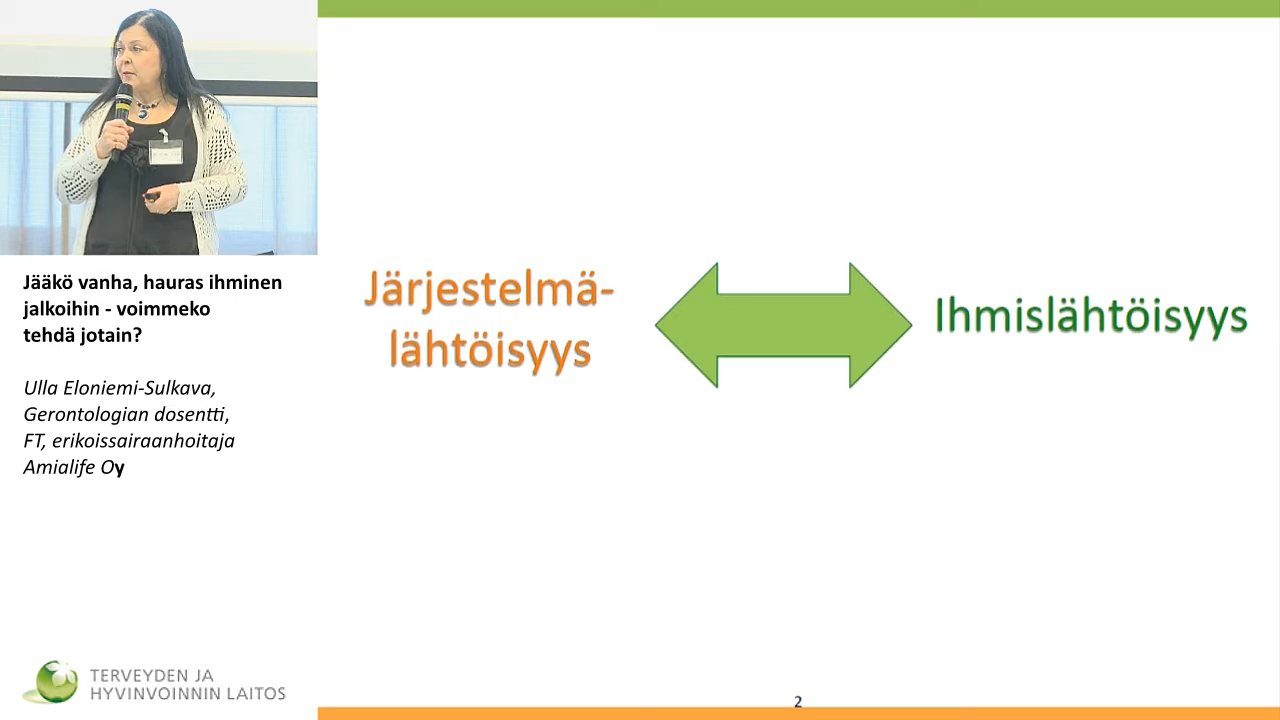 Jääkö vanha, hauras ihminen
jalkoihin - voimmeko
tehdä jotain?
Ulla Eloniemi-Sulkava,
Gerontologian dosentti,
FT, erikoissairaanhoitaja
Amialife Oy
TERVEYDEN JA
HYVINVOINNIN LAITOS
Järjestelmä-
lähtöisyys
Ihmislähtöisyys
2